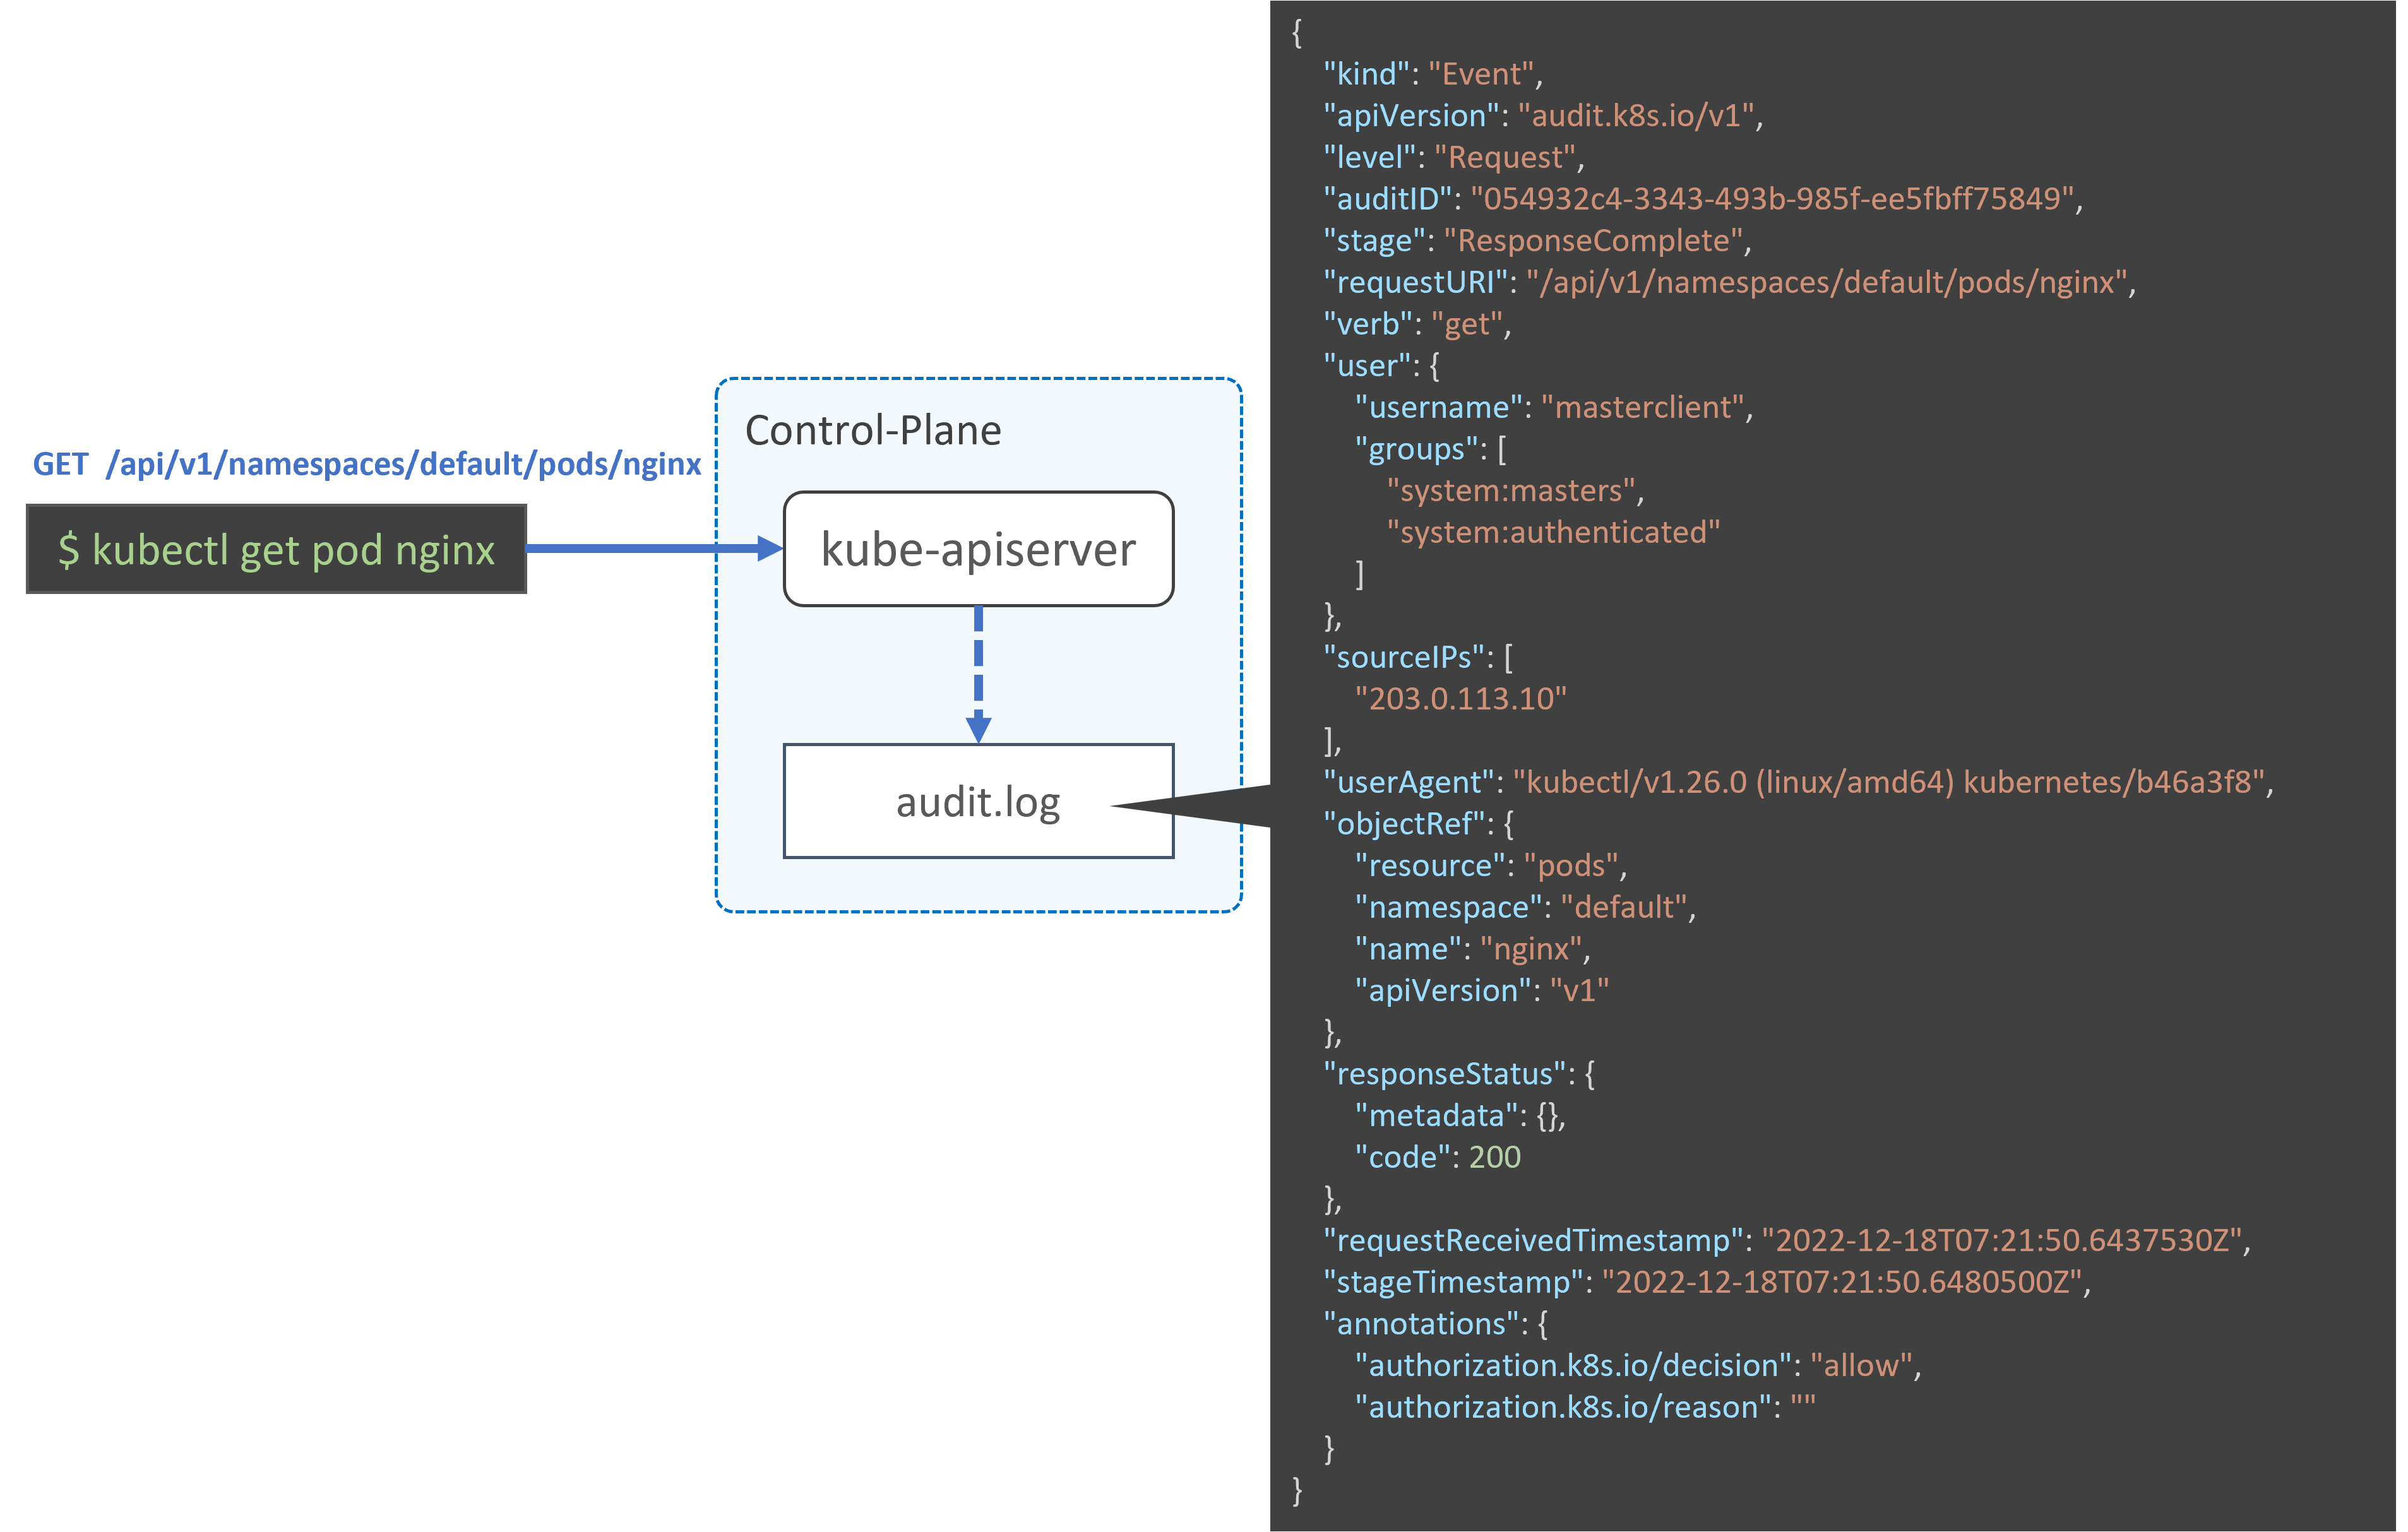 GET /api/v1/namespaces/default/pods/nginx
$ kubectl get pod nginx
Control-Plane
kube-apiserver
audit.log
{
"kind": "Event",
"apiVersion": "audit.k8s.io/v1",
"level": "Request",
"auditID": "054932c4-3343-493b-985f-ee5fbff75849",
"stage": "ResponseComplete",
"requestURI": "/api/v1/namespaces/default/pods/nginx",
"verb": "get",
"user": {
"username": "masterclient",
"groups": [
"system:masters",
"system:authenticated"
]
},
"sourceIPs": [
"203.0.113.10"
],
"userAgent": "kubectl/v1.26.0 (linux/amd64) kubernetes/b46a3f8",
"objectRef": {
"resource": "pods",
"namespace": "default",
"name": "nginx",
"apiVersion": "v1"
},
"responseStatus": {
"metadata": {},
"code": 200
},
"requestReceivedTimestamp": "2022-12-18T07:21:50.6437530Z",
"stageTimestamp": "2022-12-18T07:21:50.6480500Z",
"annotations": {
"authorization.k8s.io/decision": "allow",
"authorization.k8s.io/reason": ""
}
}